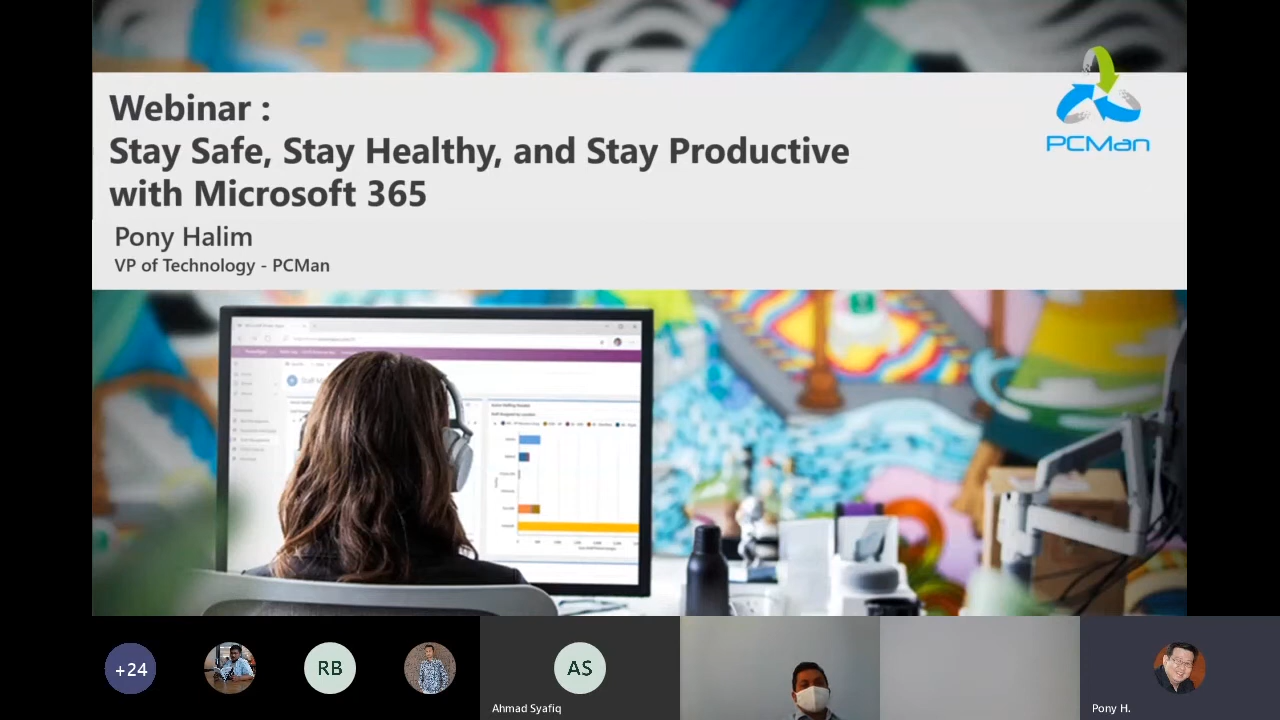 Webinar :
Stay Safe, Stay Healthy, and Stay Productive
with Microsoft 365
Pony Halim
VP of Technology - PCMan
PCMan
+24
RB
AS
Ahmad Syafiq
Pony H.